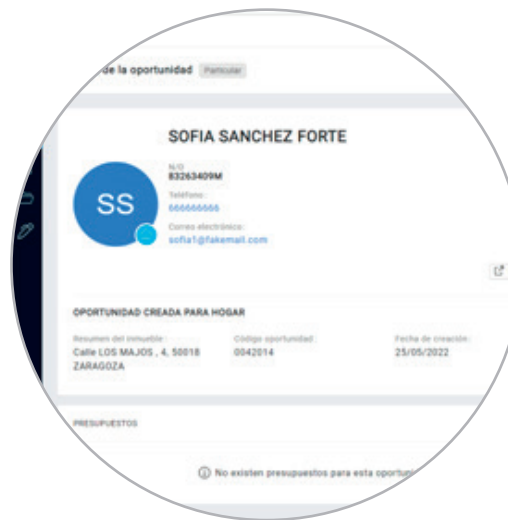 de la oportunidad Particular
SOFIA SANCHEZ FORTE
83263409M
SS
Teléfono:
666666666
Correo electrónico:
sofia1@fakemail.com
OPORTUNIDAD CREADA PARA HOGAR
Resumen del inmueble: Código oportunidad: Fecha de creación:
Calle LOS MAJOS , 4, 50018 0042014 25/05/2022
ZARAGOZA
PRESUPUESTOS
No existen presupuestos para esta